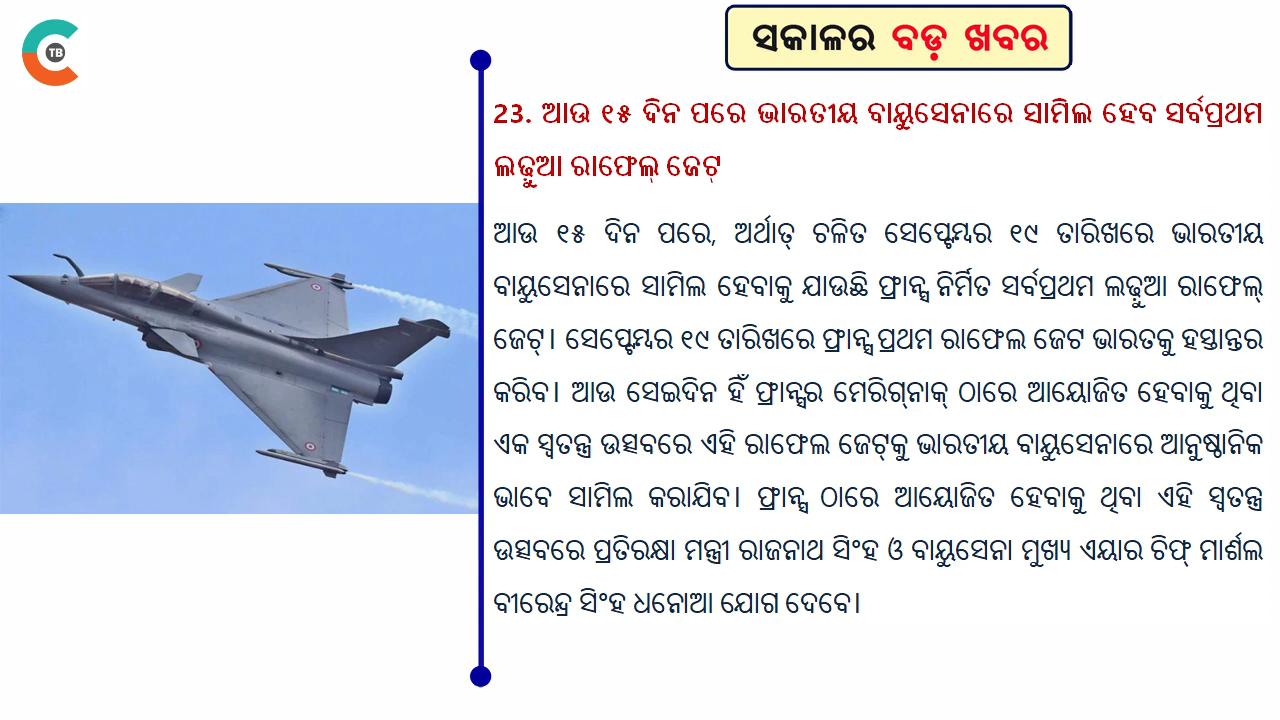 TB
ସକାଳର ବଡ଼ ଖବର
23. ଆଉ ୧୫ ଦିନ ପରେ ଭାରତୀୟ ବାୟୁସେନାରେ ସାମିଲ ହେବ ସର୍ବପ୍ରଥମ
ଲଢୁଆ ରାଫେଲ୍ ଜେଟ୍
ଆଉ ୧୫ ଦିନ ପରେ, ଅର୍ଥାତ୍ ଚଳିତ ସେପ୍ଟେମ୍ବର ୧୯ ତାରିଖରେ ଭାରତୀୟ
ବାୟୁସେନାରେ ସାମିଲ ହେବାକୁ ଯାଉଛି ଫ୍ରାନ୍ସ ନିର୍ମିତ ସର୍ବପ୍ରଥମ ଲଢୁଆ ରାଫେଲ୍
ଜେଟ୍। ସେପ୍ଟେମ୍ବର ୧୯ ତାରିଖରେ ଫ୍ରାନ୍ସ ପ୍ରଥମ ରାଫେଲ ଜେଟ ଭାରତକୁ ହସ୍ତାନ୍ତର
କରିବ। ଆଉ ସେଇଦିନ ହିଁ ଫ୍ରାନ୍ସର ମେରିଗ୍‌ନାକ୍ ଠାରେ ଆୟୋଜିତ ହେବାକୁ ଥିବା
ଏକ ସ୍ୱତନ୍ତ୍ର ଉତ୍ସବରେ ଏହି ରାଫେଲ ଜେଟ୍‌କୁ ଭାରତୀୟ ବାୟୁସେନାରେ ଆନୁଷ୍ଠାନିକ
ଭାବେ ସାମିଲ କରାଯିବ। ଫ୍ରାନ୍ସ ଠାରେ ଆୟୋଜିତ ହେବାକୁ ଥିବା ଏହି ସ୍ୱତନ୍ତ୍ର
ଉତ୍ସବରେ ପ୍ରତିରକ୍ଷା ମନ୍ତ୍ରୀ ରାଜନାଥ ସିଂହ ଓ ବାୟୁସେନା ମୁଖ୍ୟ ଏୟାର ଚିଫ୍ ମାର୍ଶଲ
ବୀରେନ୍ଦ୍ର ସିଂହ ଧନୋଆ ଯୋଗ ଦେବେ।